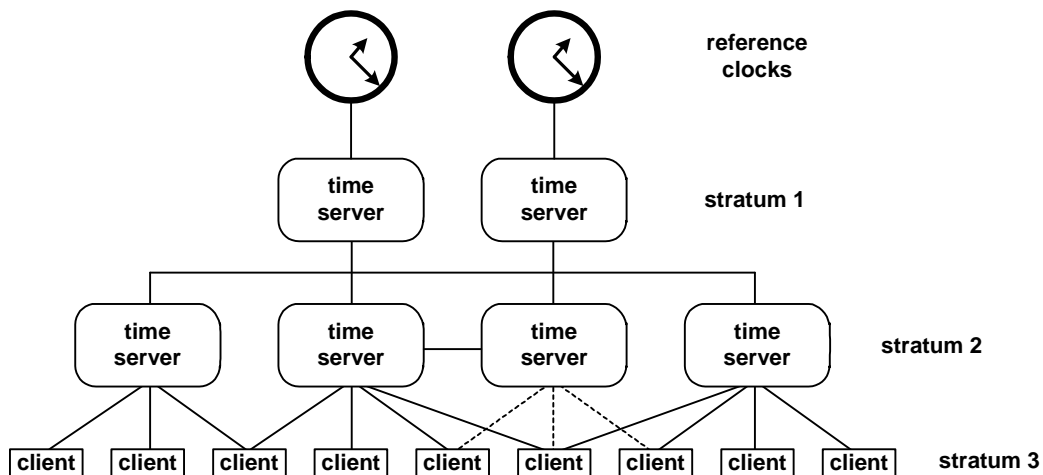 reference
clocks
time
server
time
server
stratum 1
time
server
time
server
time
server
time
server
stratum 2
client
client
client
client
client
client
client
client
client
stratum 3